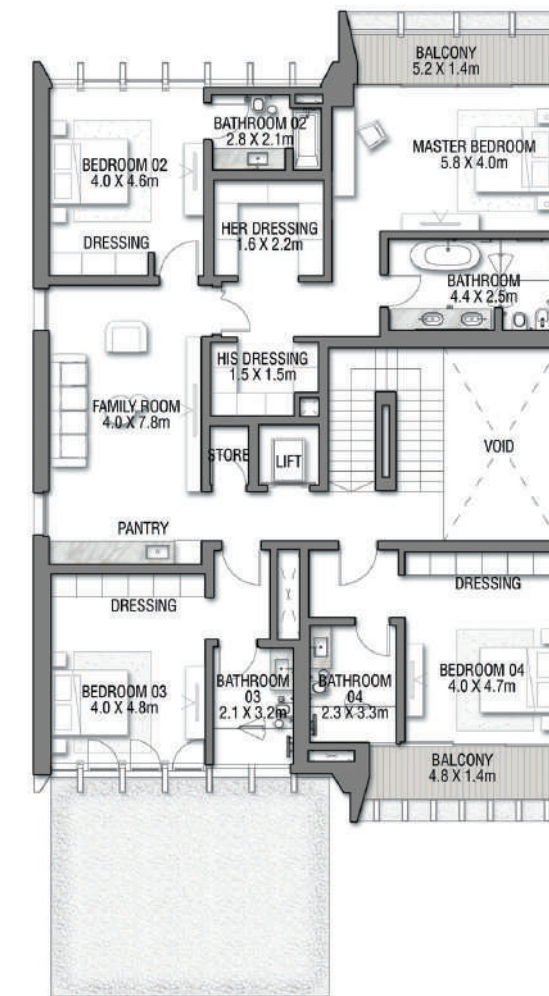 BALCONY
5.2 X 1.4m
BATHROOM 02
2.8 X 2.1m
MASTER BEDROOM
5.8 X 4.0m
BEDROOM 02
4.0 X 4.6m
HER DRESSING
1.6 X 2.2m
DRESSING
BATHROOM
4.4 X 2.5m
HIS DRESSING
1.5 X 1.5m
FAMILY ROOM
4.0 X 7.8m
STORE
LIFT
VOID
PANTRY
DRESSING
DRESSING
BEDROOM 03
4.0 X 4.8m
BATHROOM
03
2.1 X 3.2m
BATHROOM
04
2.3 X 3.3m
BEDROOM 04
4.0 X 4.7m
BALCONY
4.8 X 1.4m